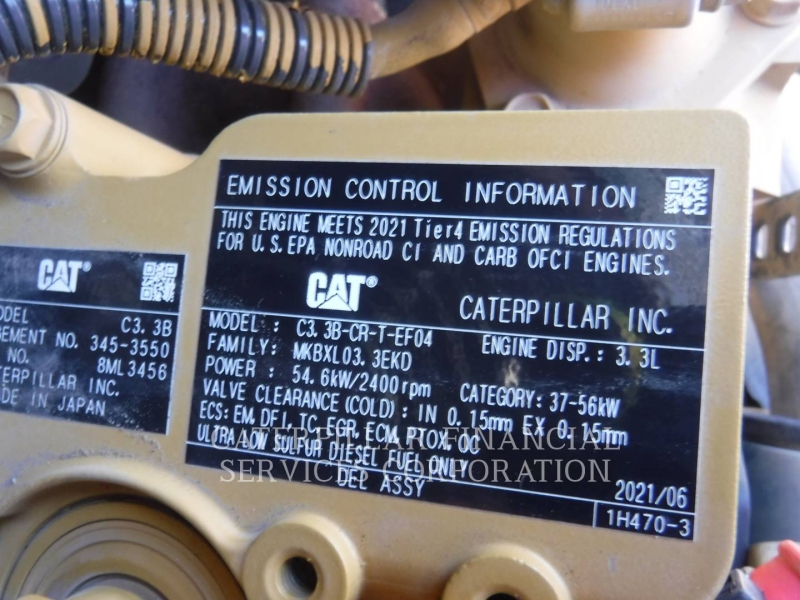 EMISSION CONTROL INFORMATION
THIS ENGINE MEETS 2021 Tier4 EMISSION REGULATIONS
FOR U.S.EPA NONROAD CI AND CARB OFCI ENGINES.
CAT®
CATERPILLAR INC.
MODEL : C3.3B-CR-T-EF04
ENGINE DISP.: 3.3L
FAMILY: MKBXL03.3EKD
POWER : 54.6kW/2400rpm
CATEGORY: 37-56kW
VALVE CLEARANCE(COLD): IN 0.15mm EX 0.15mm
ECS: EM, DFI, TC, EGR, ECM, PTOX, OC
ULTRA LOW SULFUR DIESEL FUEL ONLY
DEL ASSY
2021/06
1H470-3
CAT®
ODEL C3.3B
GEMENT NO. 345-3550
NO. 8ML3456
TERPILLAR INC.
DE IN JAPAN
CATERPILLAR FINANCIAL
SERVICES CORPORATION